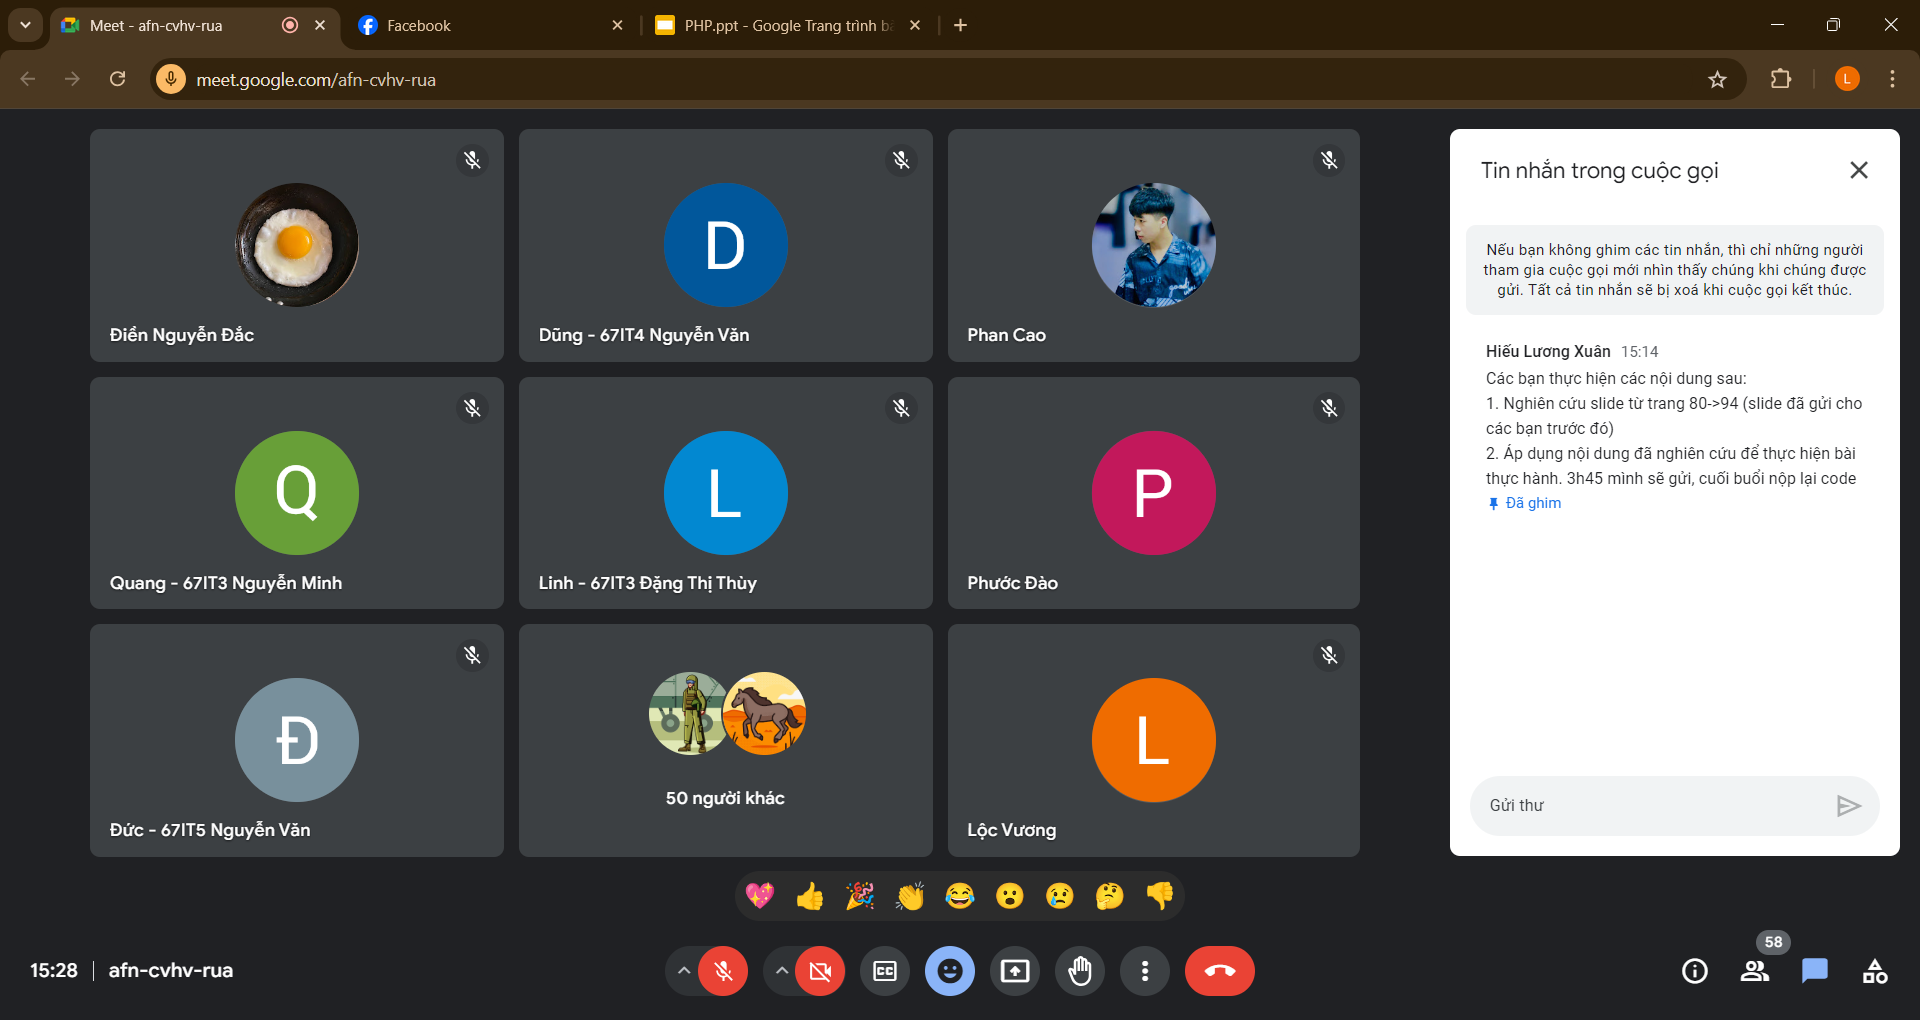 Meet - afn-cvhv-rua
Facebook
PHP.ppt - Google Trang trình b
meet.google.com/afn-cvhv-rua
L
Điền Nguyễn Đắc
D
Dũng - 67IT4 Nguyễn Văn
Phan Cao
Q
Quang - 67IT3 Nguyễn Minh
L
Linh - 67IT3 Đặng Thị Thùy
P
Phước Đào
Đ
Đức - 67IT5 Nguyễn Văn
50 người khác
L
Lộc Vương
Tin nhắn trong cuộc gọi
Nếu bạn không ghim các tin nhắn, thì chỉ những người
tham gia cuộc gọi mới nhìn thấy chúng khi chúng được
gửi. Tất cả tin nhắn sẽ bị xoá khi cuộc gọi kết thúc.
Hiếu Lương Xuân 15:14
Các bạn thực hiện các nội dung sau:
1. Nghiên cứu slide từ trang 80->94 (slide đã gửi cho
các bạn trước đó)
2. Áp dụng nội dung đã nghiên cứu để thực hiện bài
thực hành. 3h45 mình sẽ gửi, cuối buổi nộp lại code
Đã ghim
Gửi thư
15:28 | afn-cvhv-rua
CC
58